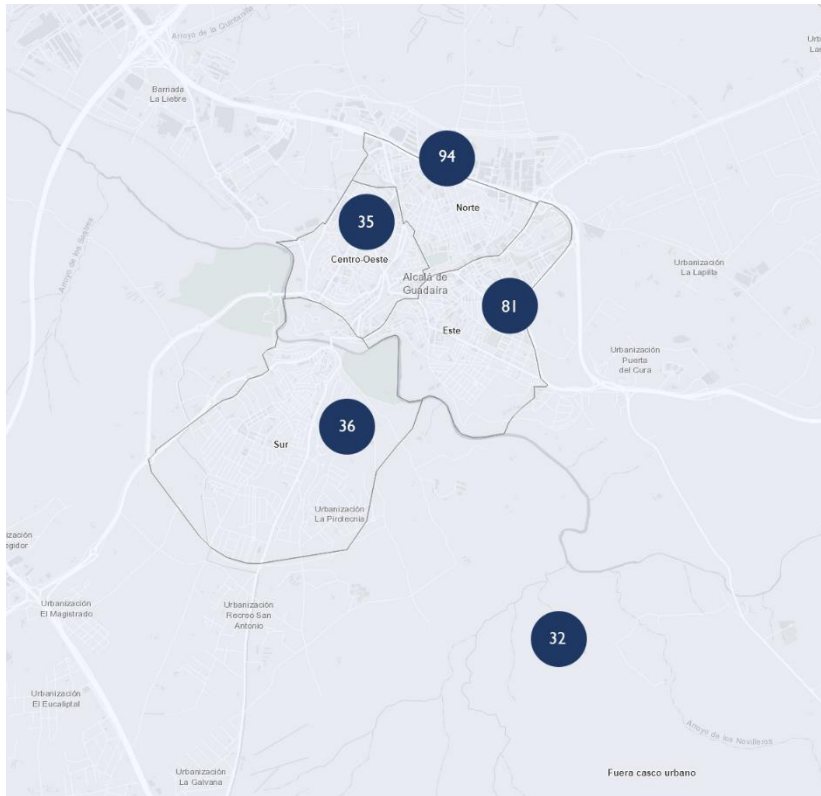 Arroyo de la Guadaíra
Barriada
La Liebre
94
Norte
35
Centro-Oeste
Arroyo de los Sastres
Alcalá de
Guadaíra
Urbanización
La Lapilla
81
Este
Urbanización
Puerta
del Cura
36
Sur
Urbanización
La Pirotecnia
Urbanización
El Magistrado
Urbanización
Recreo San
Antonio
32
Urbanización
El Eucaliptal
Urbanización
La Galvana
Fuera casco urbano